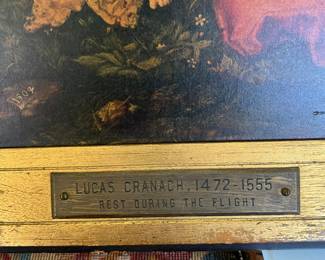 1504
LUCAS CRANACH, 1472-1555
REST DURING THE FLIGHT